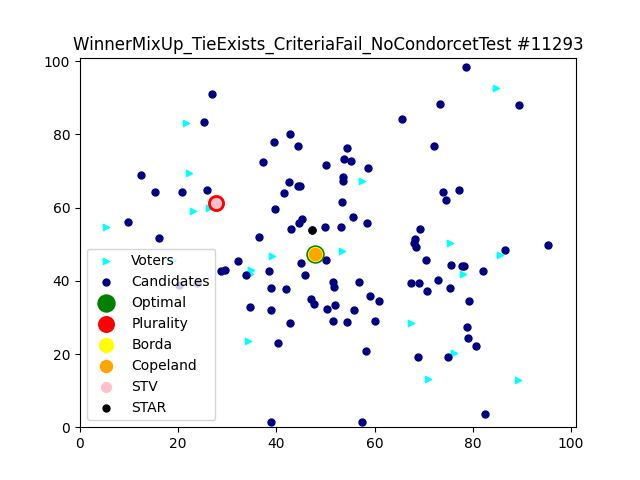 WinnerMixUp_TieExists_CriteriaFail_NoCondorcetTest #11293
100
80
60
40
20
0
Voters
Candidates
Optimal
Plurality
Borda
Copeland
STV
STAR
0 20 40 60 80 100